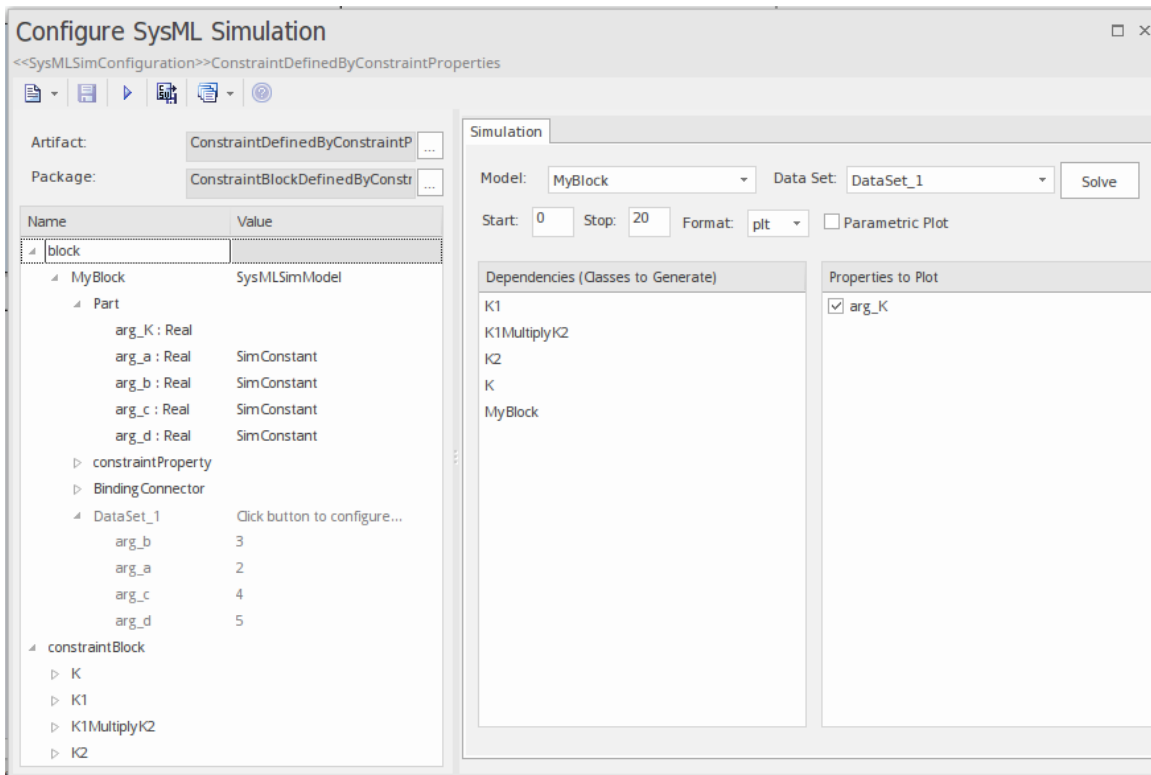 Configure SysML Simulation
<<SysMLSimConfiguration>>ConstraintDefinedByConstraintProperties
Artifact: ConstraintDefinedByConstraintP ...
Package: ConstraintBlockDefinedByConstr ...
Name Value
block
MyBlock SysMLSimModel
Part
arg_K : Real
arg_a : Real SimConstant
arg_b : Real SimConstant
arg_c : Real SimConstant
arg_d : Real SimConstant
constraintProperty
BindingConnector
DataSet_1 Click button to configure...
arg_b 3
arg_a 2
arg_c 4
arg_d 5
constraintBlock
K
K1
K1MultiplyK2
K2
Simulation
Model: MyBlock Data Set: DataSet_1 Solve
Start: 0 Stop: 20 Format: plt Parametric Plot
Dependencies (Classes to Generate)
K1
K1MultiplyK2
K2
K
MyBlock
Properties to Plot
arg_K